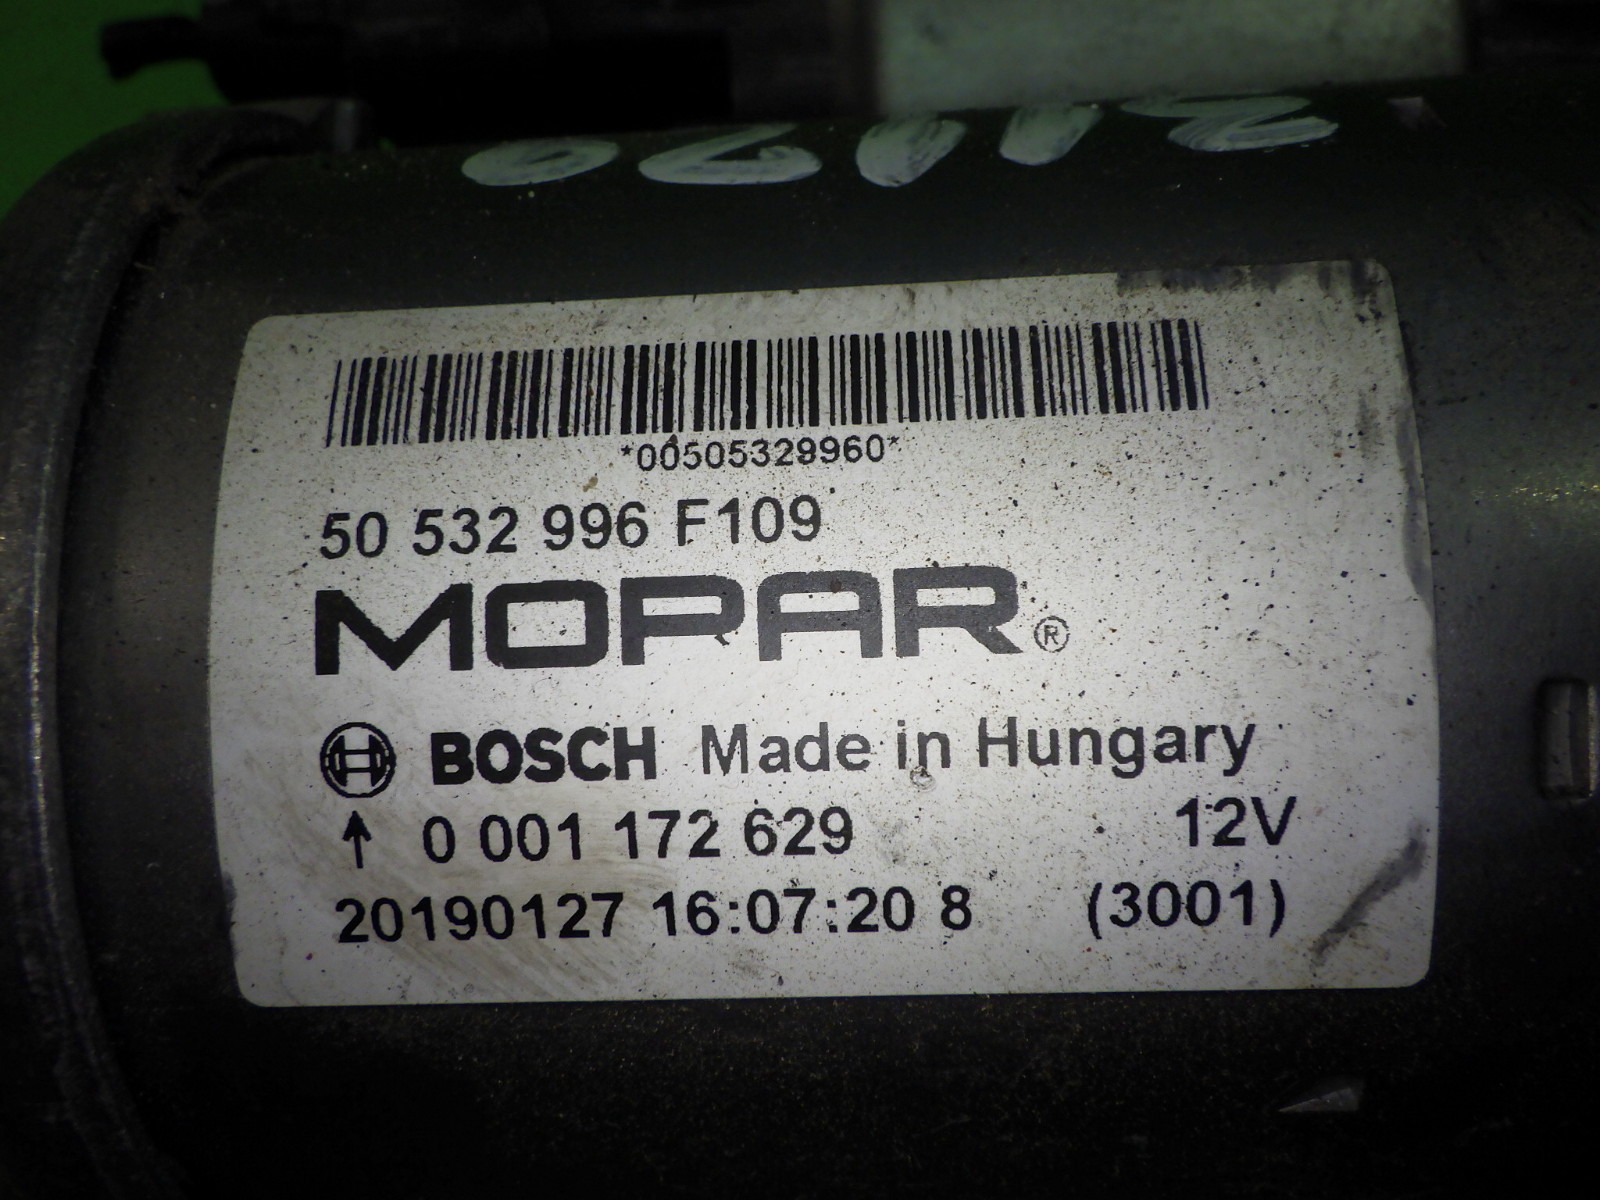 *00505329960*
50 532 996 F109
MOPAR®
BOSCH Made in Hungary
↑ 0 001 172 629 12V
20190127 16:07:20 8 (3001)